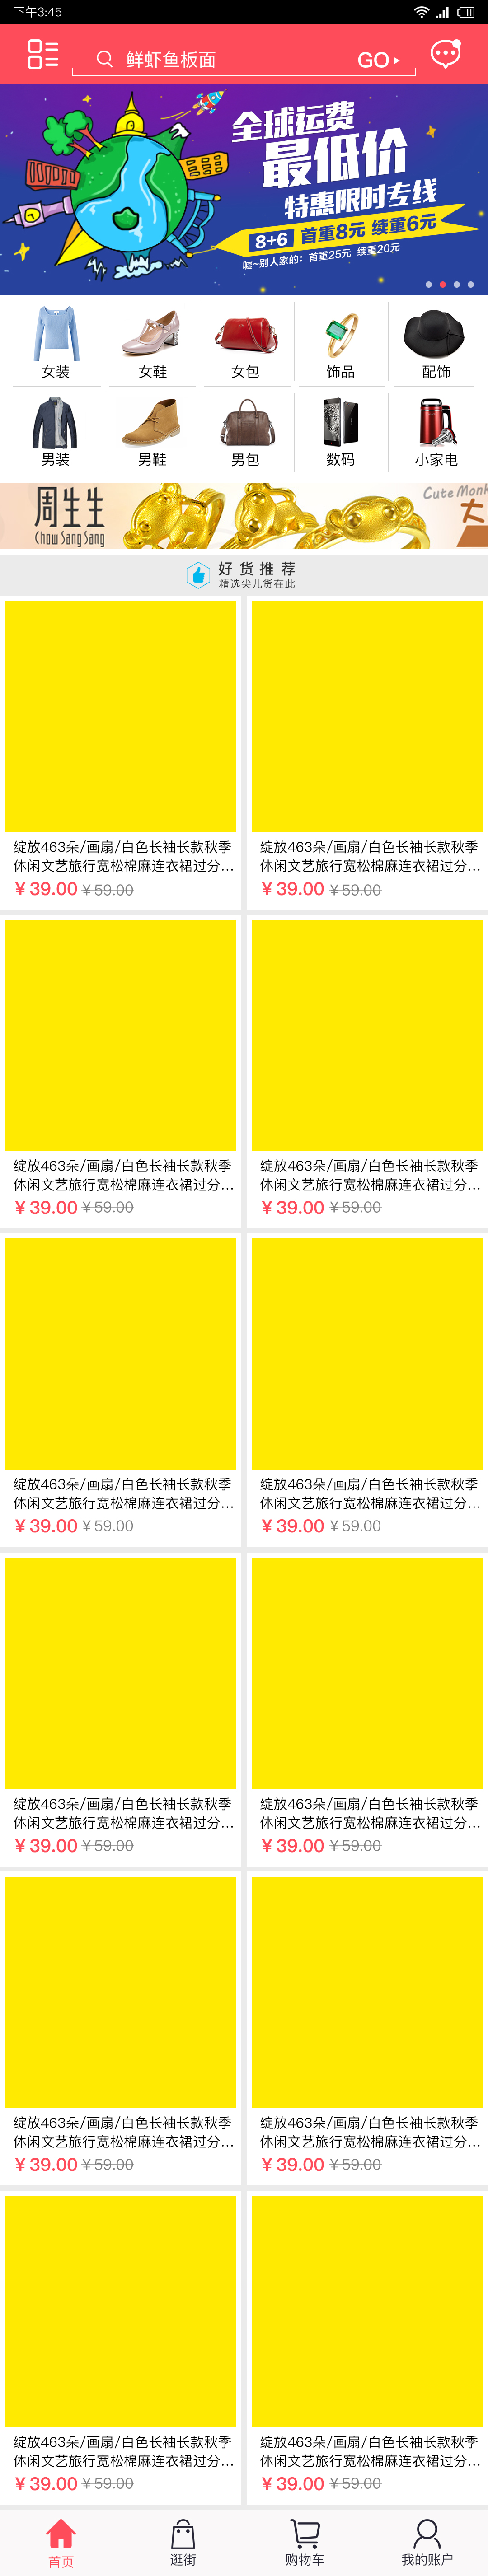 下午3:45
鲜虾鱼板面
GO
全球运费
最低价
特惠限时专线
8+6 首重8元 续重6元
嘘~别人家的: 首重25元 续重20元
女装
女鞋
女包
饰品
配饰
男装
男鞋
男包
数码
小家电
周生生
Chow Sang Sang
Cute Monk
大
好货推荐
精选尖儿货在此
绽放463朵/画扇/白色长袖长款秋季
休闲文艺旅行宽松棉麻连衣裙过分...
¥39.00 ¥59.00
绽放463朵/画扇/白色长袖长款秋季
休闲文艺旅行宽松棉麻连衣裙过分...
¥39.00 ¥59.00
绽放463朵/画扇/白色长袖长款秋季
休闲文艺旅行宽松棉麻连衣裙过分...
¥39.00 ¥59.00
绽放463朵/画扇/白色长袖长款秋季
休闲文艺旅行宽松棉麻连衣裙过分...
¥39.00 ¥59.00
绽放463朵/画扇/白色长袖长款秋季
休闲文艺旅行宽松棉麻连衣裙过分...
¥39.00 ¥59.00
绽放463朵/画扇/白色长袖长款秋季
休闲文艺旅行宽松棉麻连衣裙过分...
¥39.00 ¥59.00
绽放463朵/画扇/白色长袖长款秋季
休闲文艺旅行宽松棉麻连衣裙过分...
¥39.00 ¥59.00
绽放463朵/画扇/白色长袖长款秋季
休闲文艺旅行宽松棉麻连衣裙过分...
¥39.00 ¥59.00
绽放463朵/画扇/白色长袖长款秋季
休闲文艺旅行宽松棉麻连衣裙过分...
¥39.00 ¥59.00
绽放463朵/画扇/白色长袖长款秋季
休闲文艺旅行宽松棉麻连衣裙过分...
¥39.00 ¥59.00
绽放463朵/画扇/白色长袖长款秋季
休闲文艺旅行宽松棉麻连衣裙过分...
¥39.00 ¥59.00
绽放463朵/画扇/白色长袖长款秋季
休闲文艺旅行宽松棉麻连衣裙过分...
¥39.00 ¥59.00
首页
逛街
购物车
我的账户